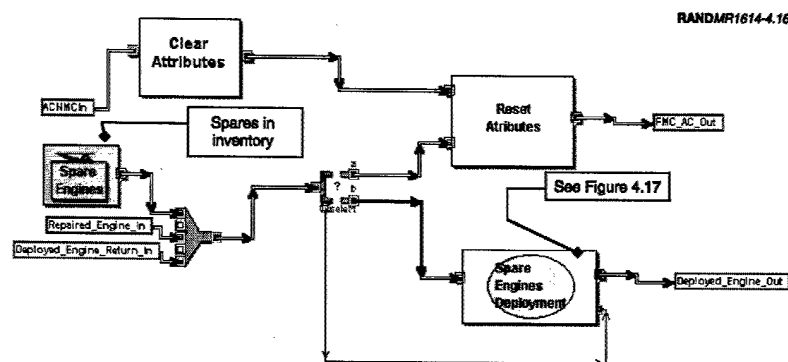 RANDMR1614-4.16
Clear
Attributes
ACNMCIn
Spares in
inventory
Reset
Atributes
FMC_AC_Out
Spare
Engines
?
a
b
select
See Figure 4.17
Repaired_Engine_In
Deployed_Engine_Return_In
Spare
Engines
Deployment
Deployed_Engine_Out